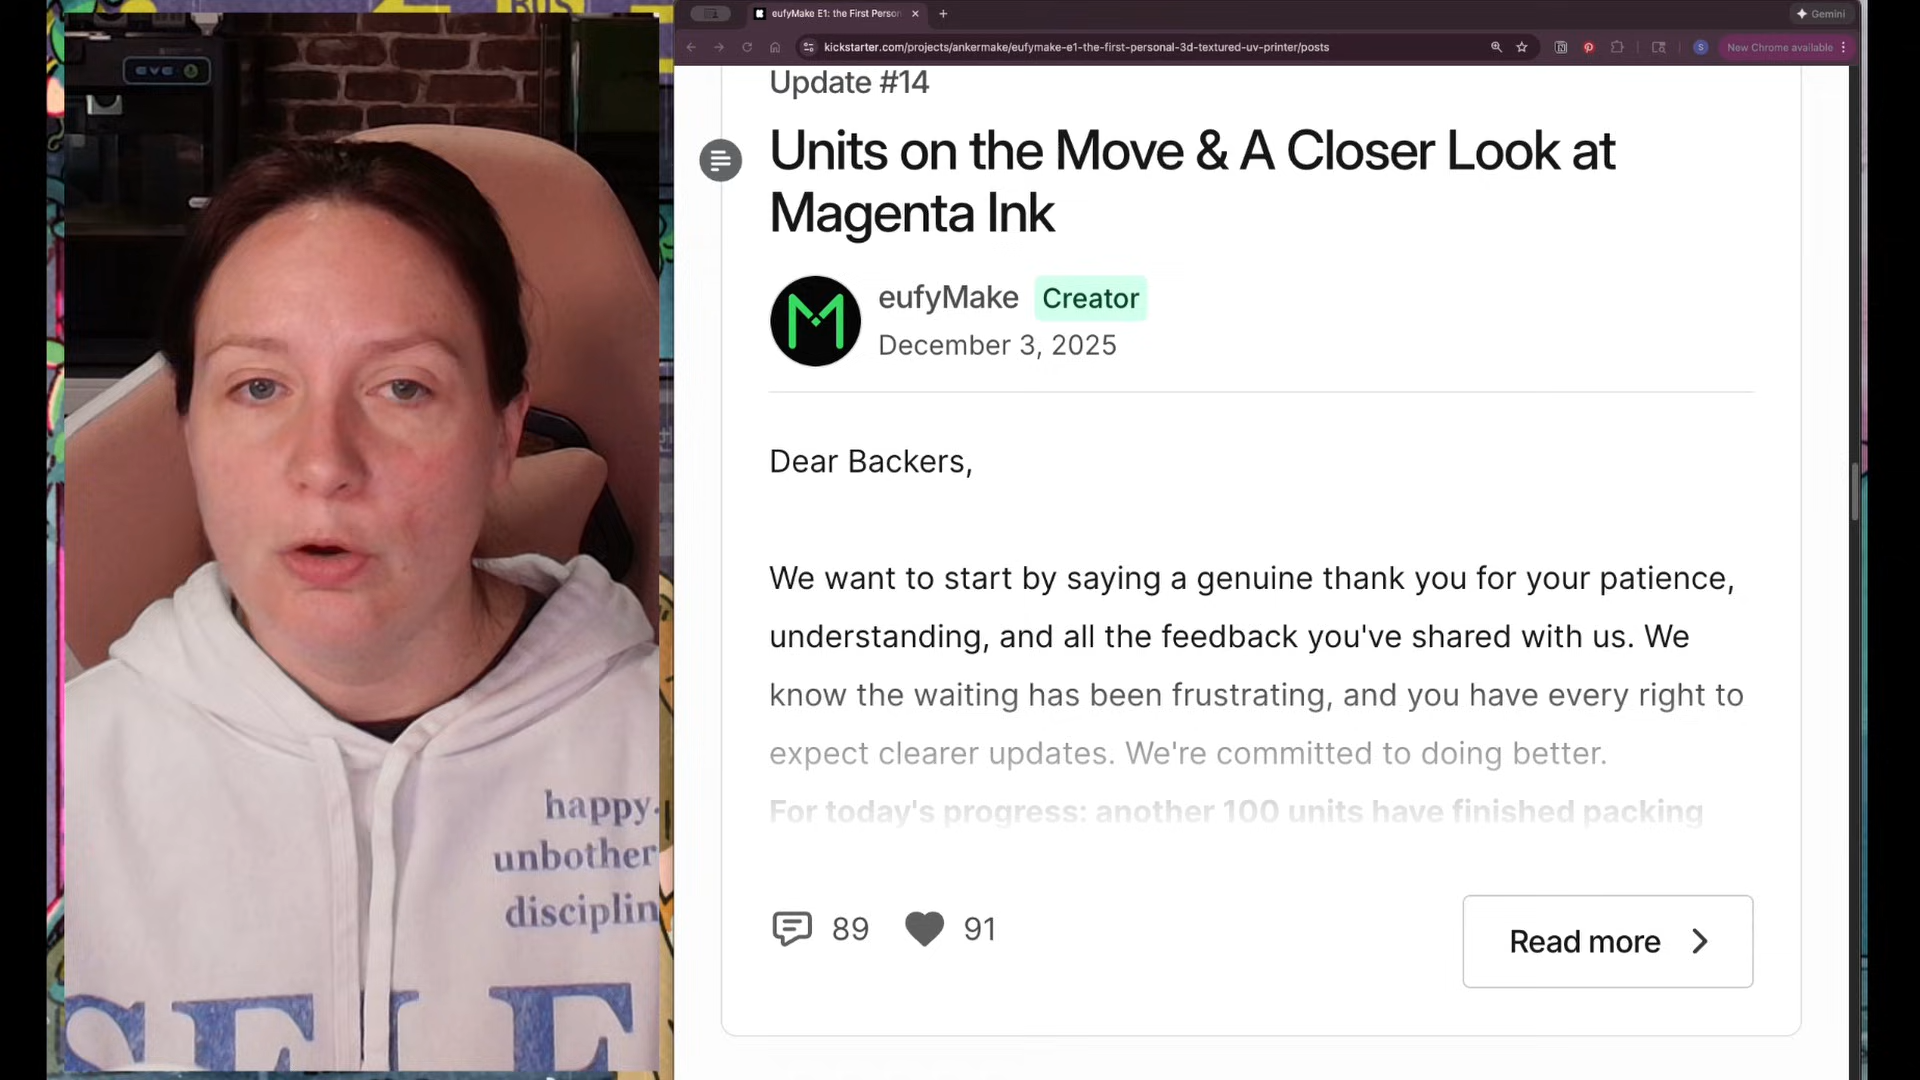 BUS
eufyMake E1: the First Person
Gemini
kickstarter.com/projects/ankermake/eufymake-e1-the-first-personal-3d-textured-uv-printer/posts
S
New Chrome available
Update #14
Units on the Move & A Closer Look at
Magenta Ink
eufyMake Creator
December 3, 2025
Dear Backers,
We want to start by saying a genuine thank you for your patience,
understanding, and all the feedback you've shared with us. We
know the waiting has been frustrating, and you have every right to
expect clearer updates. We're committed to doing better.
For today's progress: another 100 units have finished packing
89 91
Read more
happy.
unbother
disciplin
SELF